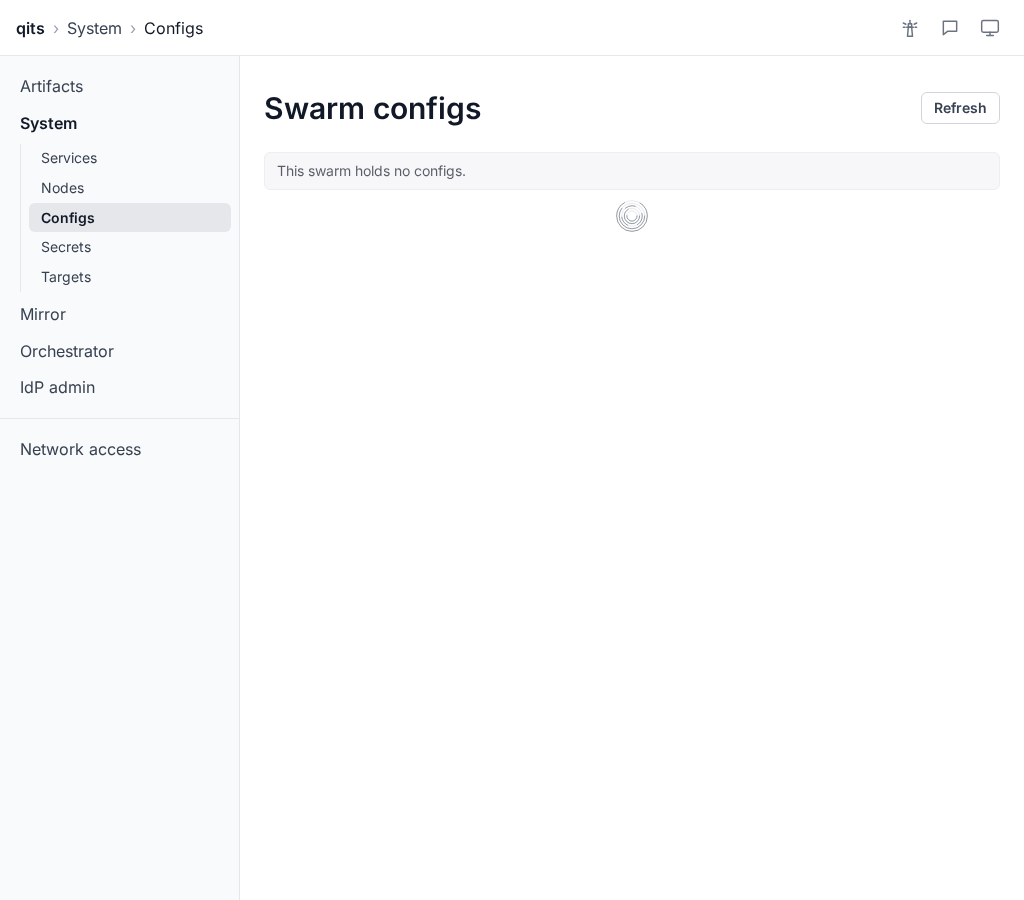 qits › System › Configs
Artifacts
System
Services
Nodes
Configs
Secrets
Targets
Mirror
Orchestrator
IdP admin
Network access
Swarm configs
Refresh
This swarm holds no configs.